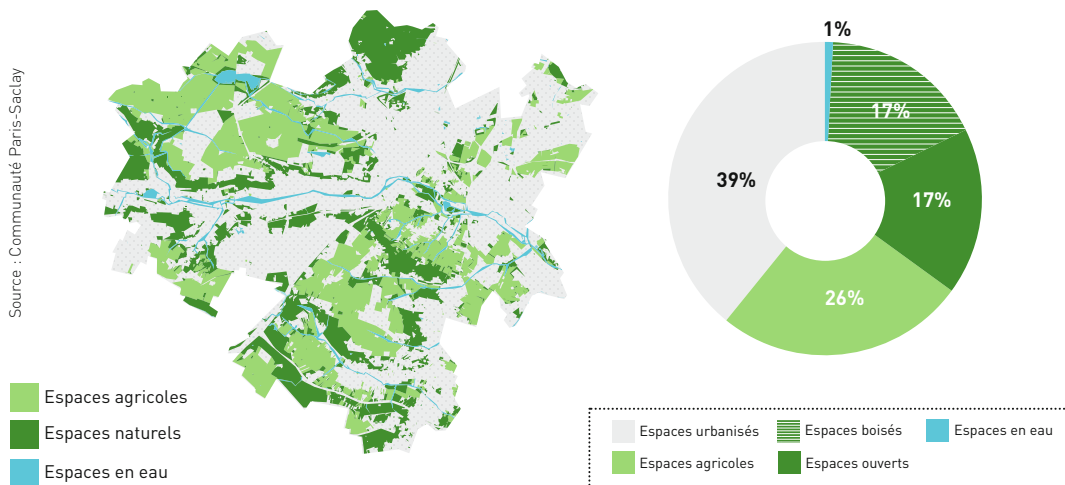 Source : Communauté Paris-Saclay
Espaces agricoles
Espaces naturels
Espaces en eau
1%
17%
17%
26%
39%
Espaces urbanisés
Espaces boisés
Espaces en eau
Espaces agricoles
Espaces ouverts